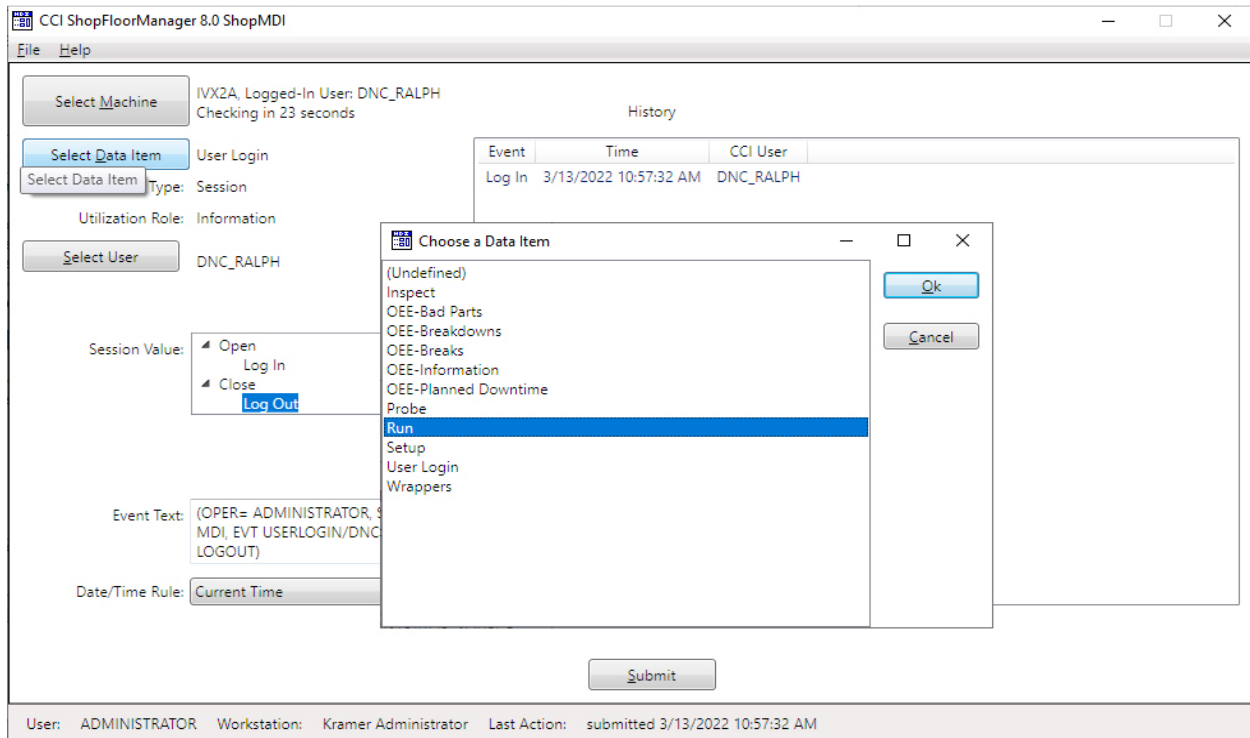 CCI ShopFloorManager 8.0 ShopMDI
File Help
Select Machine
IVX2A, Logged-In User: DNC_RALPH
Checking in 23 seconds
History
Select Data Item User Login
Select Data Item
Type: Session
Utilization Role: Information
Select User DNC_RALPH
Event Time CCI User
Log In 3/13/2022 10:57:32 AM DNC_RALPH
Session Value:
Open
Log In
Close
Log Out
Event Text:
(OPER= ADMINISTRATOR,
MDI, EVT USERLOGIN/DNC
LOGOUT)
Date/Time Rule: Current Time
Choose a Data Item
(Undefined)
Inspect
OEE-Bad Parts
OEE-Breakdowns
OEE-Breaks
OEE-Information
OEE-Planned Downtime
Probe
Run
Setup
User Login
Wrappers
Ok
Cancel
Submit
User: ADMINISTRATOR Workstation: Kramer Administrator Last Action: submitted 3/13/2022 10:57:32 AM